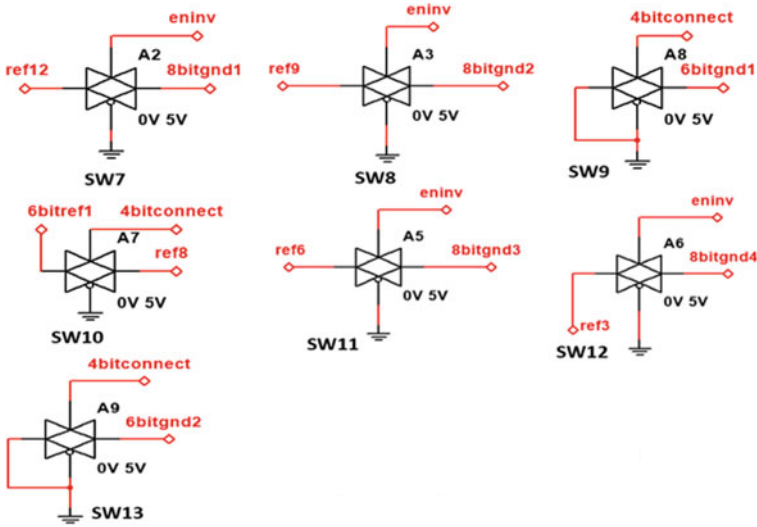 eninv
A2
ref12
8bitgnd1
0V 5V
SW7
eninv
A3
ref9
8bitgnd2
0V 5V
SW8
4bitconnect
A8
6bitgnd1
0V 5V
SW9
6bitref1
4bitconnect
A7
ref8
0V 5V
SW10
eninv
A5
ref6
8bitgnd3
0V 5V
SW11
eninv
A6
8bitgnd4
0V 5V
ref3
SW12
4bitconnect
A9
6bitgnd2
0V 5V
SW13